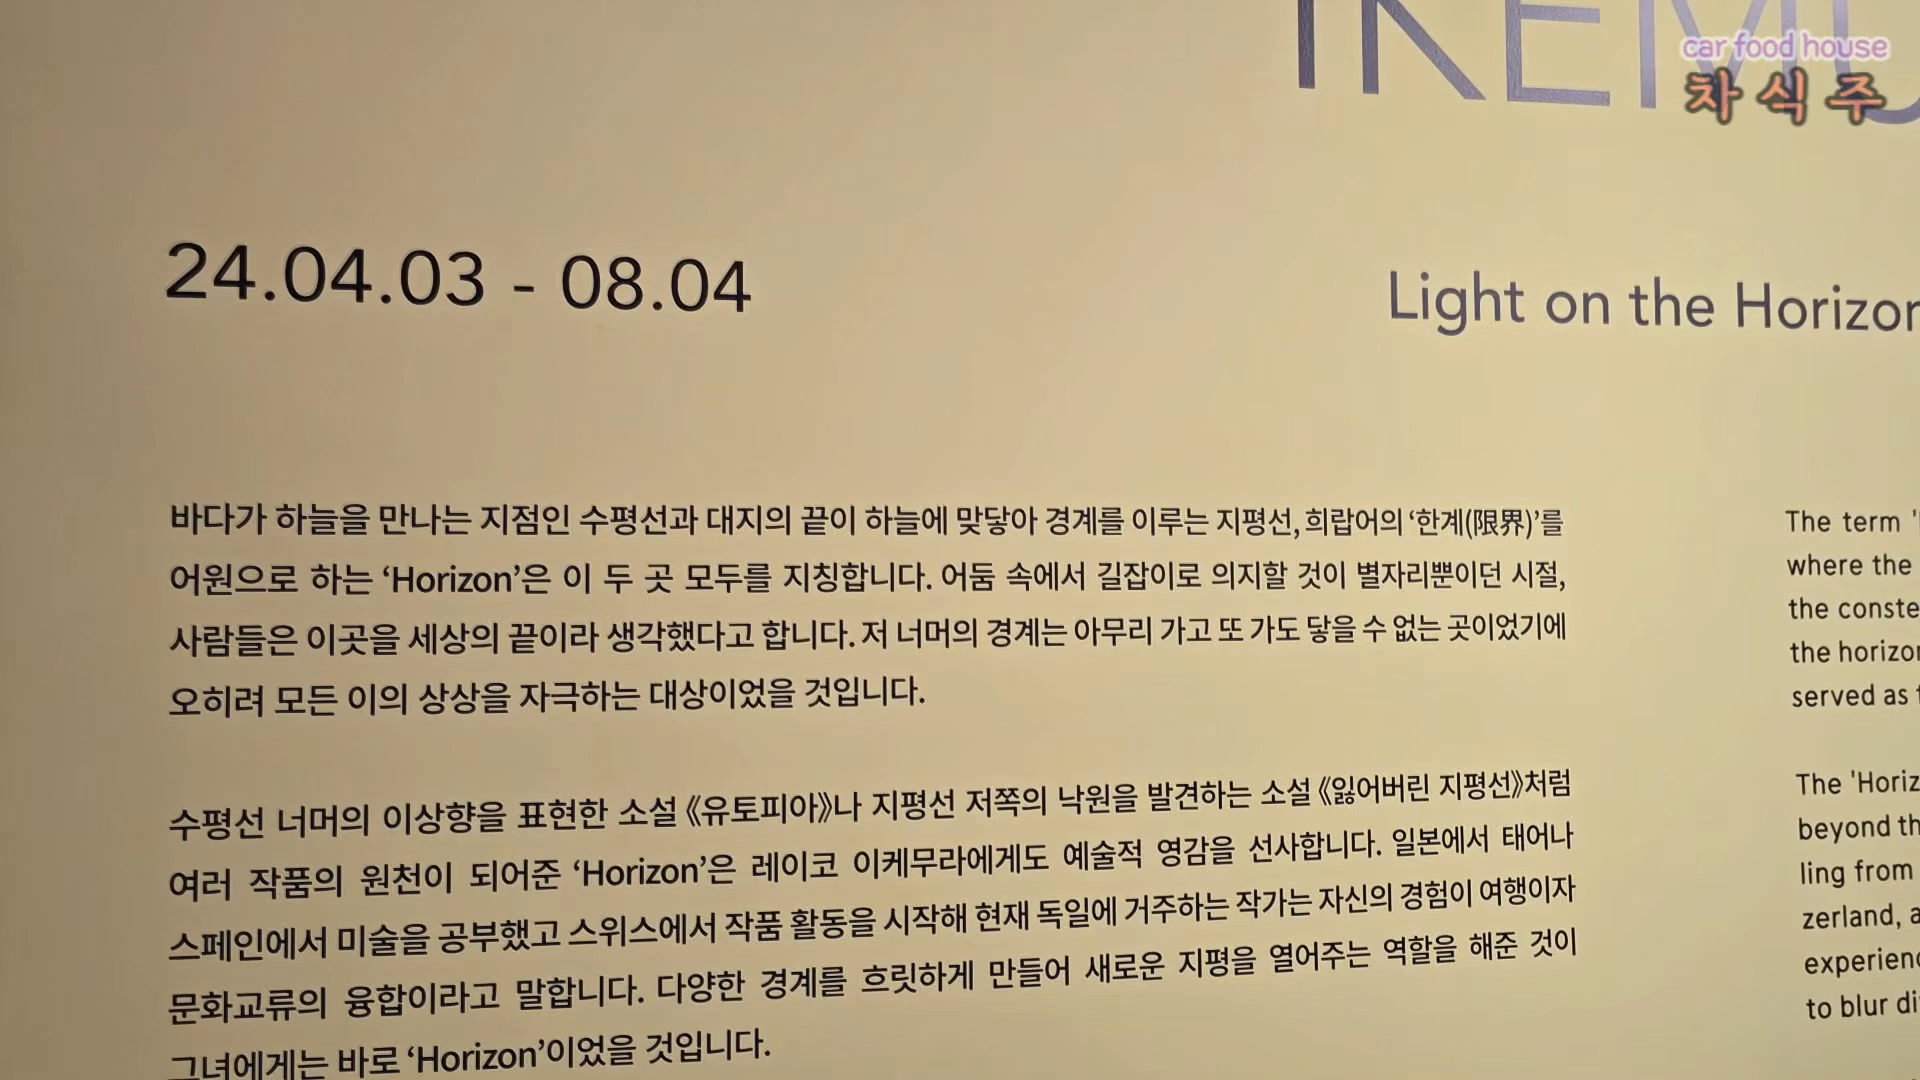 car food house
차식주
24.04.03 - 08.04
Light on the Horizon
바다가 하늘을 만나는 지점인 수평선과 대지의 끝이 하늘에 맞닿아 경계를 이루는 지평선, 희랍어의 ‘한계(限界)’를
어원으로 하는 ‘Horizon’은 이 두 곳 모두를 지칭합니다. 어둠 속에서 길잡이로 의지할 것이 별자리뿐이던 시절,
사람들은 이곳을 세상의 끝이라 생각했다고 합니다. 저 너머의 경계는 아무리 가고 또 가도 닿을 수 없는 곳이었기에
오히려 모든 이의 상상을 자극하는 대상이었을 것입니다.
수평선 너머의 이상향을 표현한 소설 《유토피아》나 지평선 저쪽의 낙원을 발견하는 소설 《잃어버린 지평선》처럼
여러 작품의 원천이 되어준 ‘Horizon’은 레이코 이케무라에게도 예술적 영감을 선사합니다. 일본에서 태어나
스페인에서 미술을 공부했고 스위스에서 작품 활동을 시작해 현재 독일에 거주하는 작가는 자신의 경험이 여행이자
문화교류의 융합이라고 말합니다. 다양한 경계를 흐릿하게 만들어 새로운 지평을 열어주는 역할을 해준 것이
그녀에게는 바로 ‘Horizon’이었을 것입니다.
The term
where the
the conste
the horizon
served as
The 'Horiz
beyond th
ling from
zerland, a
experienc
to blur di